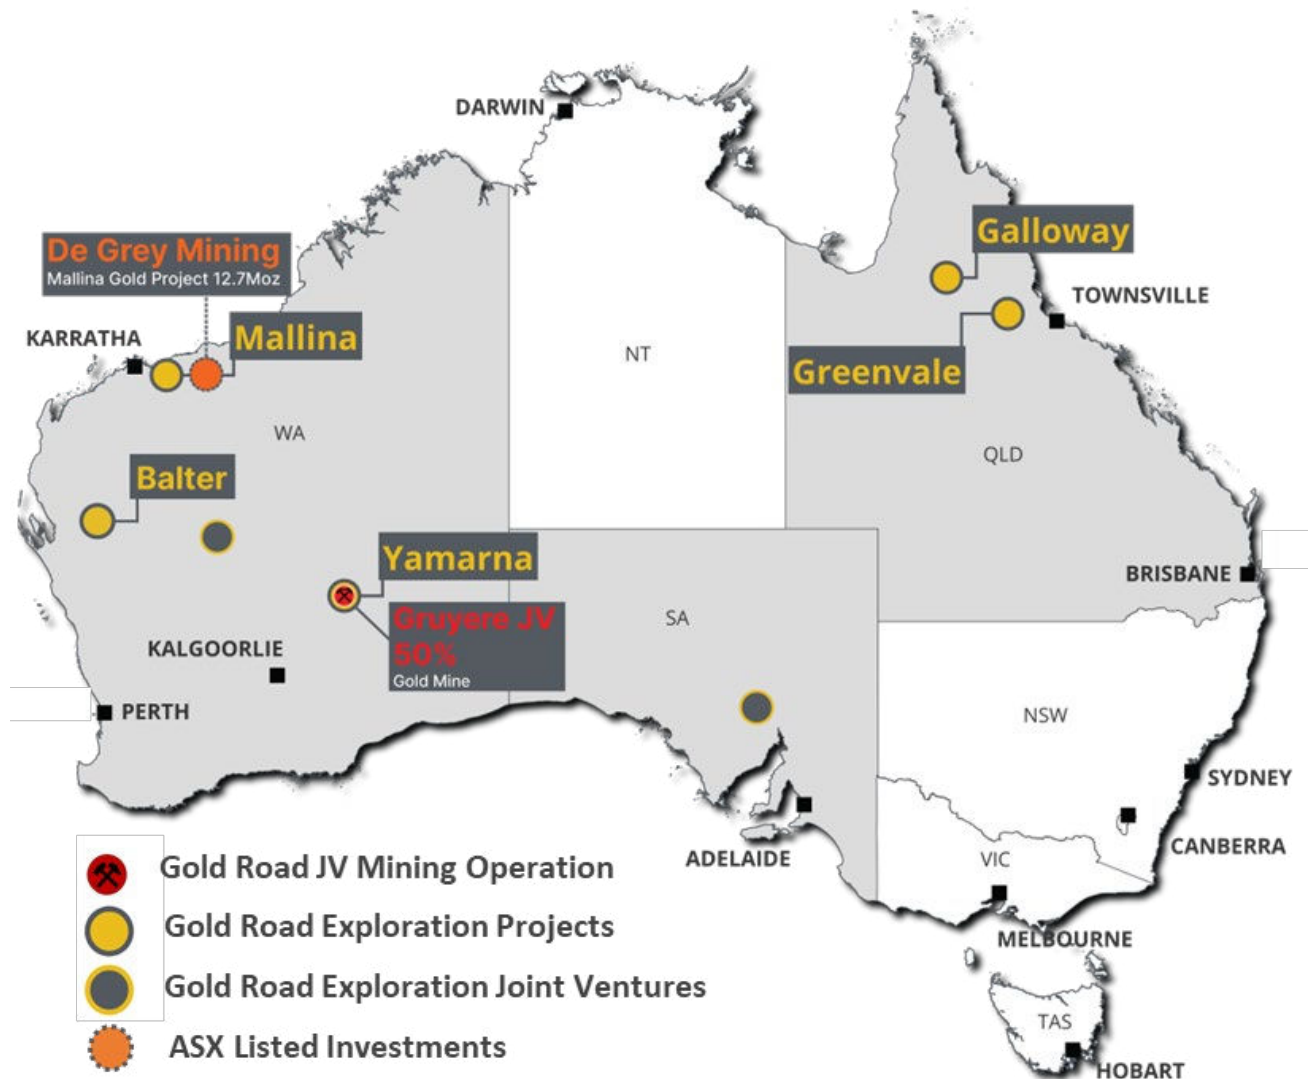 DARWIN
Galloway
De Grey Mining
Mallina Gold Project 12.7Moz
TOWNSVILLE
KARRATHA
Mallina
NT
Greenvale
WA
QLD
Balter
Yamarna
BRISBANE
Gruyere JV
50%
Gold Mine
SA
KALGOORLIE
PERTH
NSW
SYDNEY
CANBERRA
ADELAIDE
VIC
MELBOURNE
TAS
HOBART
Gold Road JV Mining Operation
Gold Road Exploration Projects
Gold Road Exploration Joint Ventures
ASX Listed Investments